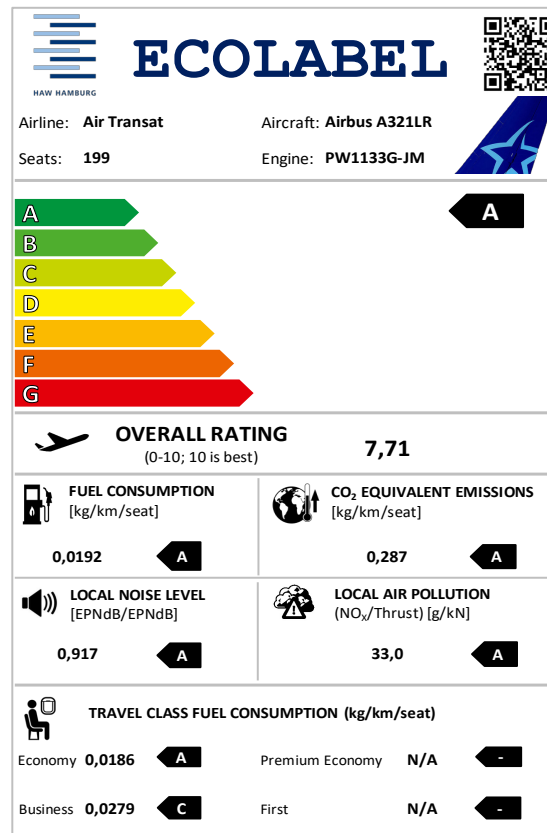 HAW HAMBURG
ECOLABEL
Airline: Air Transat Aircraft: Airbus A321LR
Seats: 199 Engine: PW1133G-JM
A A
B
C
D
E
F
G
OVERALL RATING
(0-10; 10 is best) 7,71
FUEL CONSUMPTION
[kg/km/seat]
0,0192 A
CO₂ EQUIVALENT EMISSIONS
[kg/km/seat]
0,287 A
LOCAL NOISE LEVEL
[EPNdB/EPNdB]
0,917 A
LOCAL AIR POLLUTION
(NOₓ/Thrust) [g/kN]
33,0 A
TRAVEL CLASS FUEL CONSUMPTION (kg/km/seat)
Economy 0,0186 A Premium Economy N/A -
Business 0,0279 C First N/A -